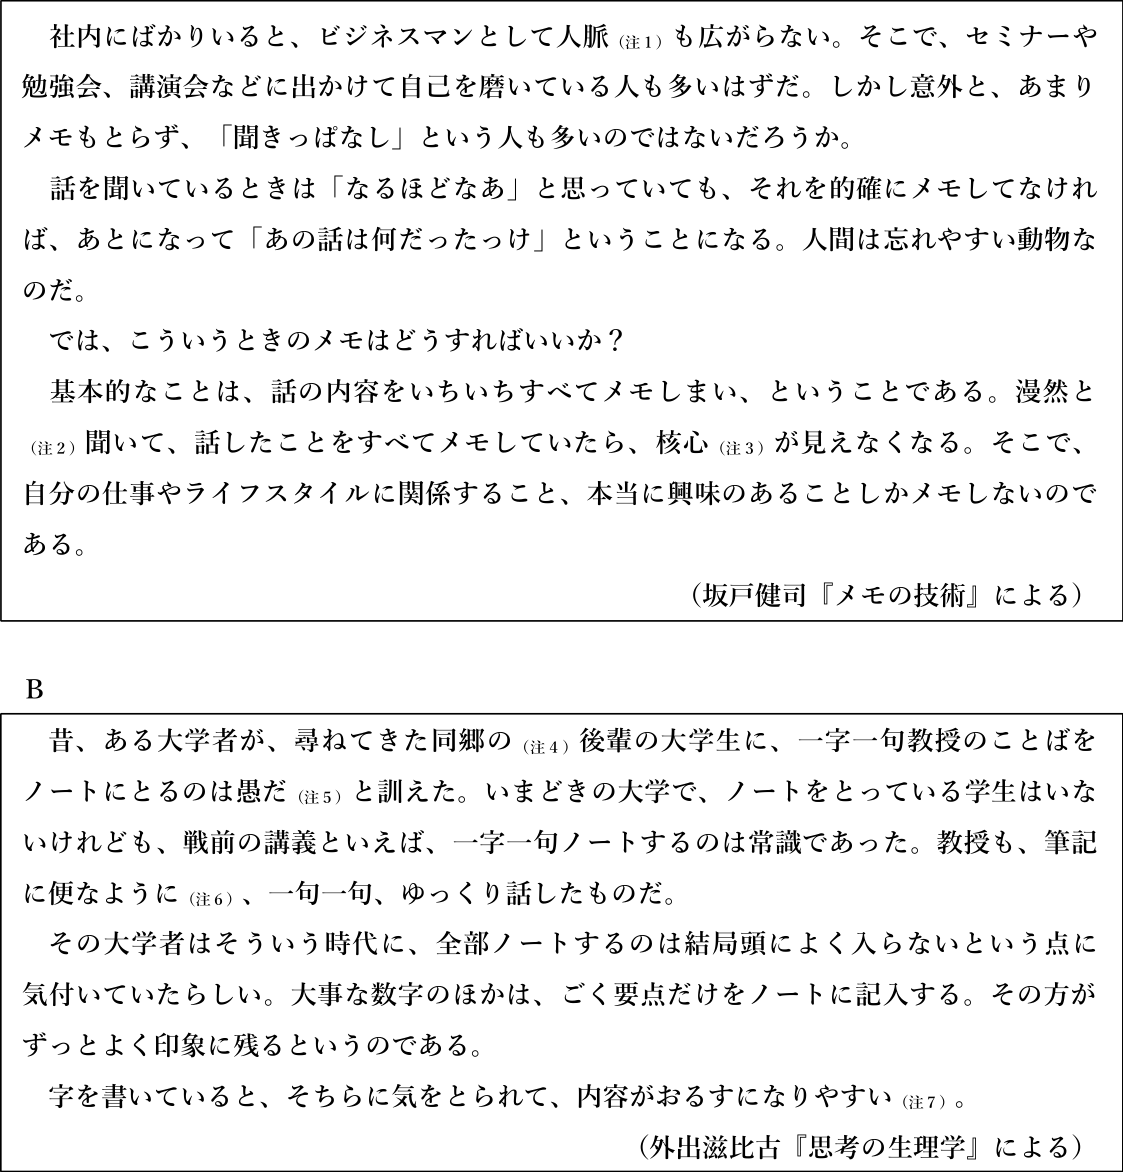 社内にばかりいると、ビジネスマンとして人脈（注１）も広がらない。そこで、セミナーや
勉強会、講演会などに出かけて自己を磨いている人も多いはずだ。しかし意外と、あまり
メモもとらず、「聞きっぱなし」という人も多いのではないだろうか。
話を聞いているときは「なるほどなあ」と思っていても、それを的確にメモしてなけれ
ば、あとになって「あの話は何だったっけ」ということになる。人間は忘れやすい動物な
のだ。
では、こういうときのメモはどうすればいいか？
基本的なことは、話の内容をいちいちすべてメモしまい、ということである。漫然と
（注２）聞いて、話したことをすべてメモしていたら、核心（注３）が見えなくなる。そこで、
自分の仕事やライフスタイルに関係すること、本当に興味のあることしかメモしないので
ある。
（坂戸健司『メモの技術』による）
B
昔、ある大学者が、尋ねてきた同郷の（注４）後輩の大学生に、一字一句教授のことばを
ノートにとるのは愚だ（注５）と訓えた。いまどきの大学で、ノートをとっている学生はいな
いけれども、戦前の講義といえば、一字一句ノートするのは常識であった。教授も、筆記
に便なように（注６）、一句一句、ゆっくり話したものだ。
その大学者はそういう時代に、全部ノートするのは結局頭によく入らないという点に
気付いていたらしい。大事な数字のほかは、ごく要点だけをノートに記入する。その方が
ずっとよく印象に残るというのである。
字を書いていると、そちらに気をとられて、内容がおるすになりやすい（注７）。
（外出滋比古『思考の生理学』による）